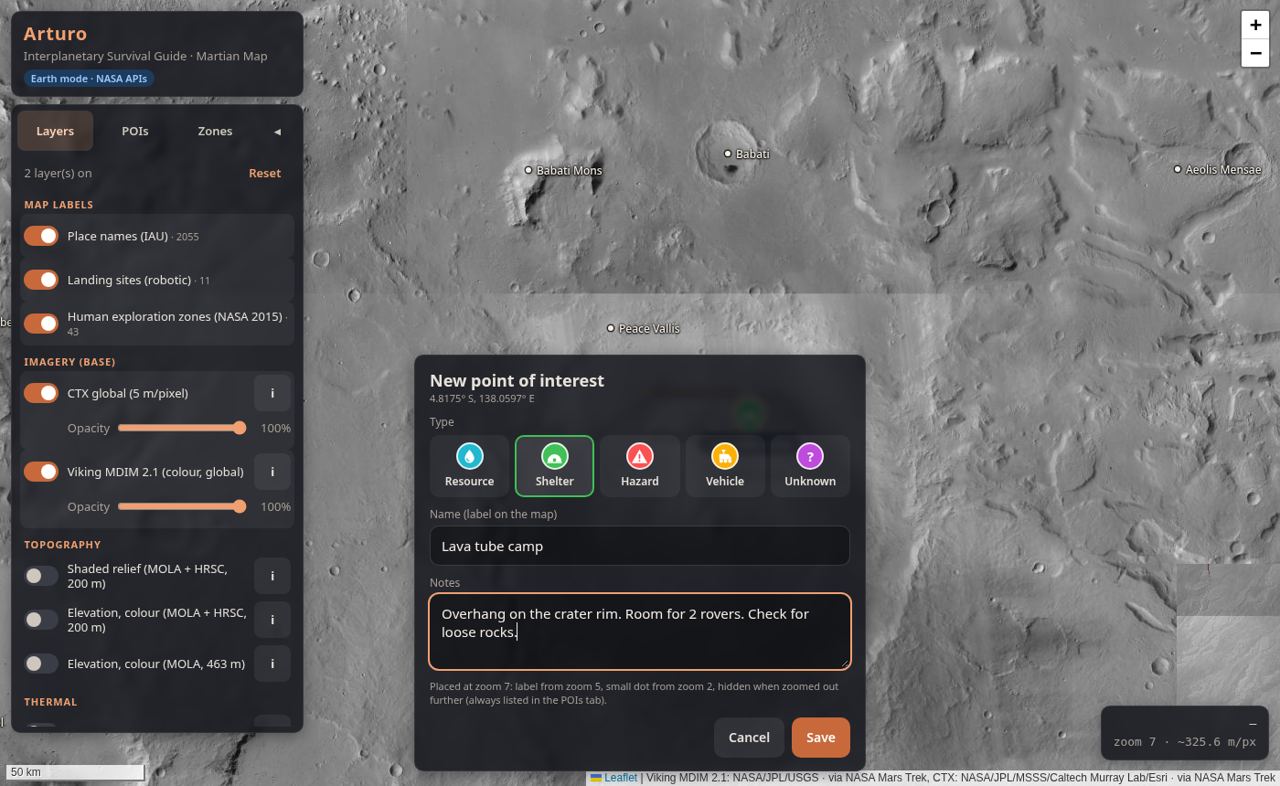 Arturo
Interplanetary Survival Guide · Martian Map
Earth mode · NASA APIs
Layers
POIs
Zones
◂
2 layer(s) on
Reset
MAP LABELS
Place names (IAU) · 2055
Landing sites (robotic) · 11
Human exploration zones (NASA 2015) ·
43
IMAGERY (BASE)
CTX global (5 m/pixel)
i
Opacity
100%
Viking MDIM 2.1 (colour, global)
i
Opacity
100%
TOPOGRAPHY
Shaded relief (MOLA + HRSC,
200 m)
i
Elevation, colour (MOLA + HRSC,
200 m)
i
Elevation, colour (MOLA, 463 m)
i
THERMAL
50 km
Babati Mons
Babati
Aeolis Mensae
Peace Vallis
+
−
New point of interest
4.8175° S, 138.0597° E
Type
Resource
Shelter
Hazard
?
Vehicle
Unknown
Name (label on the map)
Lava tube camp
Notes
Overhang on the crater rim. Room for 2 rovers. Check for
loose rocks.
Placed at zoom 7: label from zoom 5, small dot from zoom 2, hidden when zoomed out
further (always listed in the POIs tab).
Cancel
Save
—
zoom 7 · ~325.6 m/px
Leaflet | Viking MDIM 2.1: NASA/JPL/USGS · via NASA Mars Trek, CTX: NASA/JPL/MSSS/Caltech Murray Lab/Esri · via NASA Mars Trek